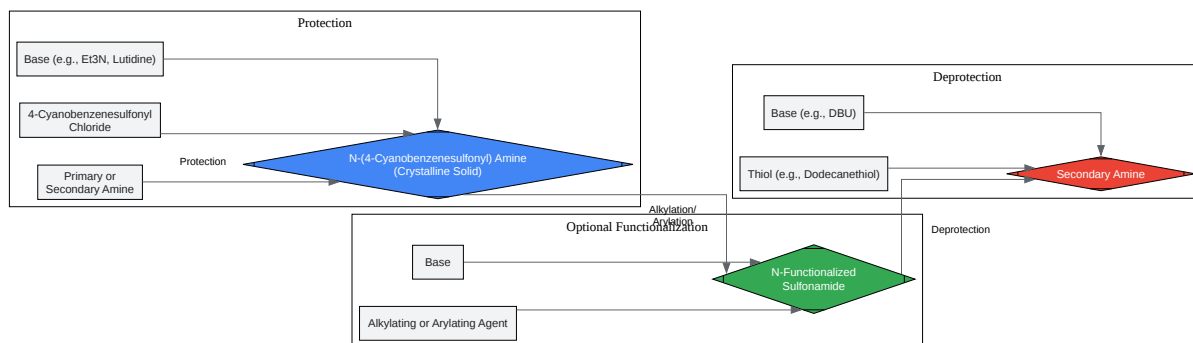 Protection
Base (e.g., Et3N, Lutidine)
4-Cyanobenzenesulfonyl
Chloride
Protection
Primary or
Secondary Amine
N-(4-Cyanobenzenesulfonyl) Amine
(Crystalline Solid)
Deprotection
Base (e.g., DBU)
Thiol (e.g., Dodecanethiol)
Secondary Amine
Deprotection
Alkylation/
Arylation
Optional Functionalization
Base
N-Functionalized
Sulfonamide
Alkylating or Arylating Agent